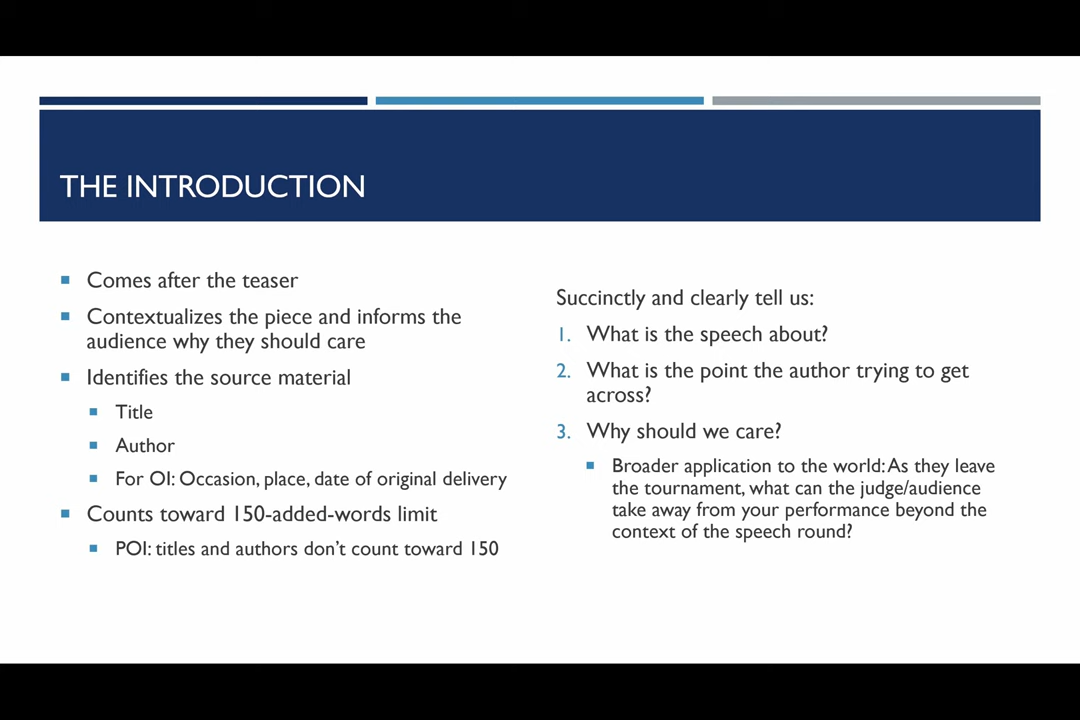 THE INTRODUCTION
Comes after the teaser
Contextualizes the piece and informs the
audience why they should care
Identifies the source material
Title
Author
For OI: Occasion, place, date of original delivery
Counts toward 150-added-words limit
POI: titles and authors don't count toward 150
Succinctly and clearly tell us:
1. What is the speech about?
2. What is the point the author trying to get
across?
3. Why should we care?
Broader application to the world: As they leave
the tournament, what can the judge/audience
take away from your performance beyond the
context of the speech round?